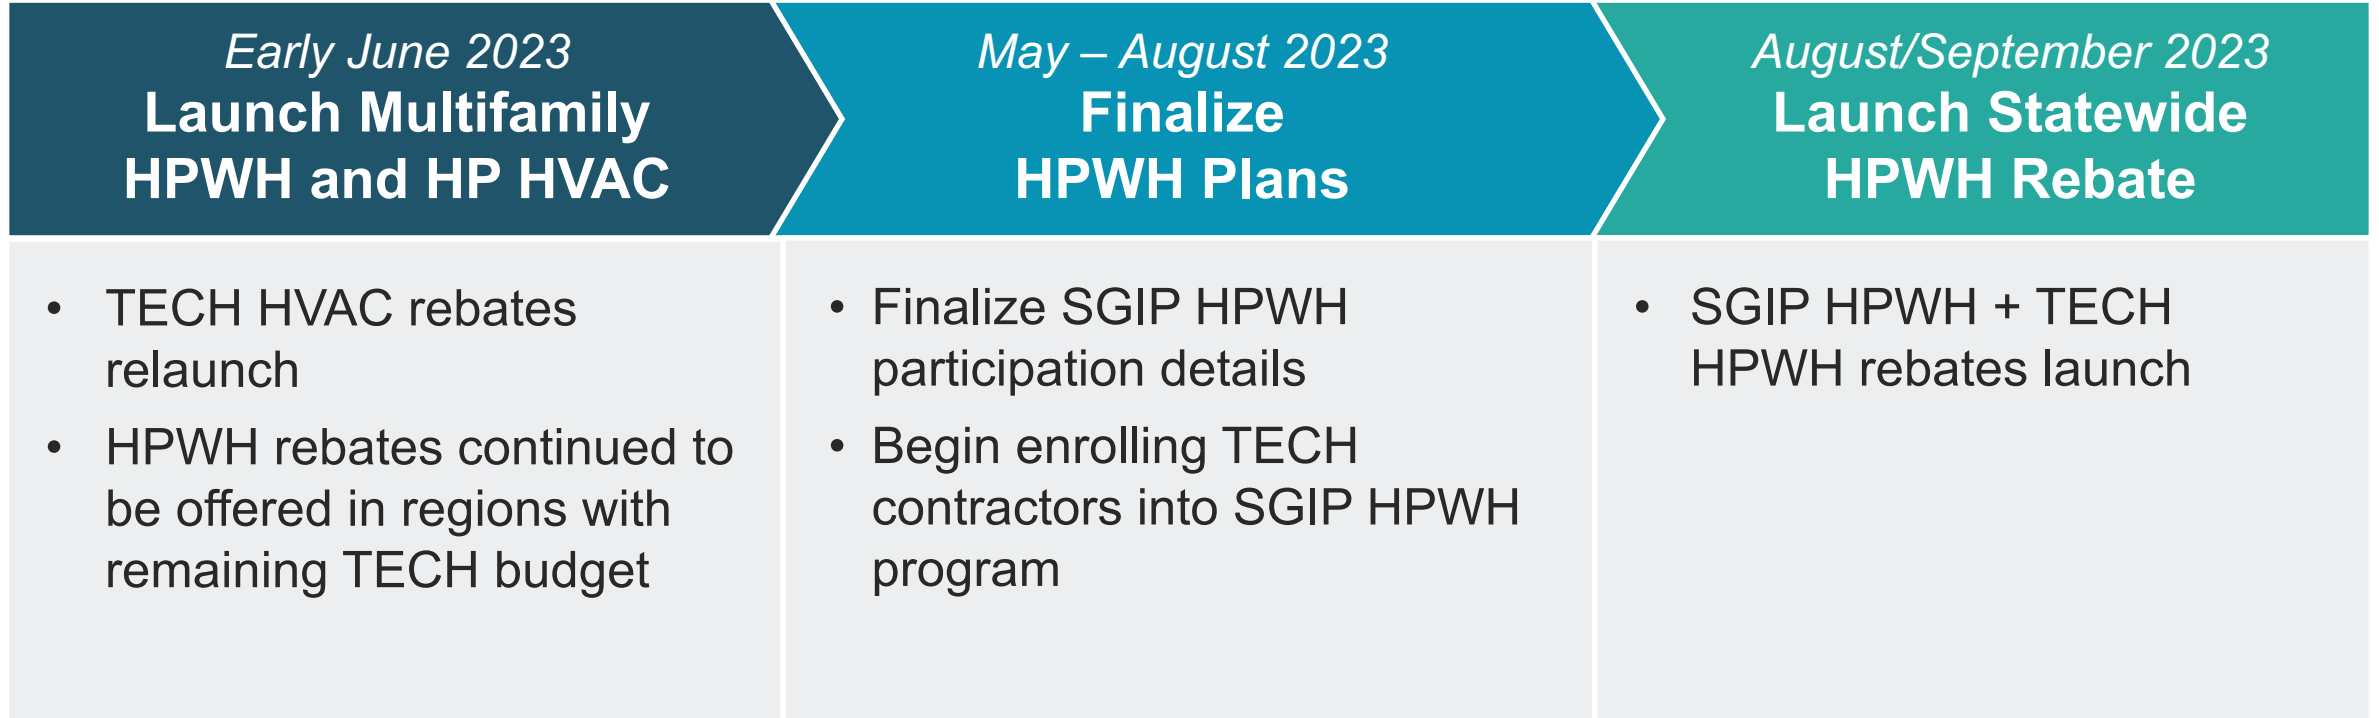 Early June 2023
Launch Multifamily
HPWH and HP HVAC
• TECH HVAC rebates
relaunch
• HPWH rebates continued to
be offered in regions with
remaining TECH budget
May – August 2023
Finalize
HPWH Plans
• Finalize SGIP HPWH
participation details
• Begin enrolling TECH
contractors into SGIP HPWH
program
August/September 2023
Launch Statewide
HPWH Rebate
• SGIP HPWH + TECH
HPWH rebates launch